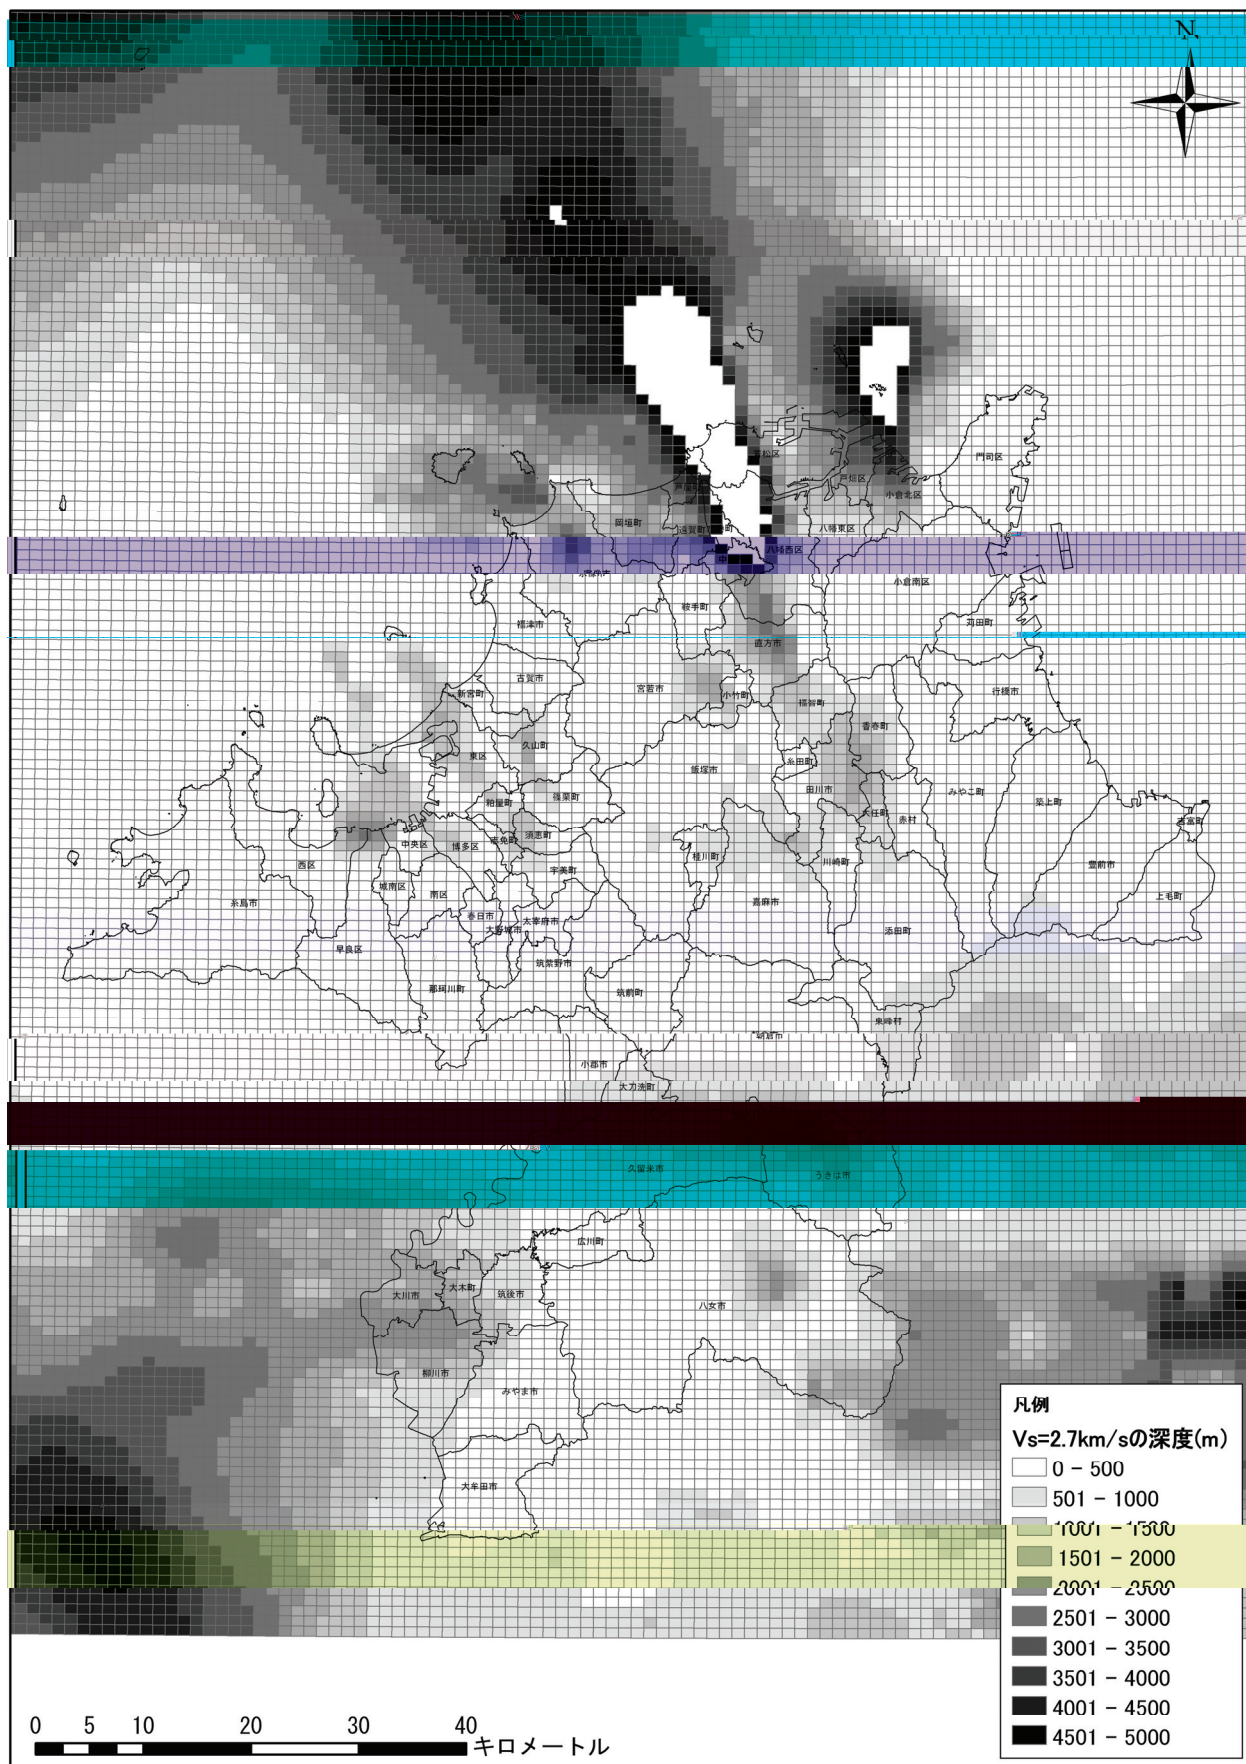 N
若松区
門司区
戸畑区
小倉北区
岡垣町
遠賀町
八幡東区
八幡西区
小倉南区
鞍手町
苅田町
福津市
直方市
古賀市
宮若市
小竹町
行橋市
新宮町
福智町
香春町
久山町
東区
糸田町
飯塚市
田川市
みやこ町
築上町
粕屋町
篠栗町
赤村
吉富町
須恵町
中央区
博多区
志免町
桂川町
川崎町
豊前市
西区
宇美町
城南区
南区
嘉麻市
上毛町
糸島市
春日市
太宰府市
大野城市
添田町
早良区
筑紫野市
那珂川町
筑前町
東峰村
朝倉市
小郡市
大刀洗町
久留米市
うきは市
広川町
大川市
大木町
筑後市
八女市
柳川市
みやま市
大牟田市
凡例
Vs=2.7km/sの深度(m)
0 - 500
501 - 1000
1001 - 1500
1501 - 2000
2001 - 2500
2501 - 3000
3001 - 3500
3501 - 4000
4001 - 4500
4501 - 5000
0 5 10 20 30 40
キロメートル